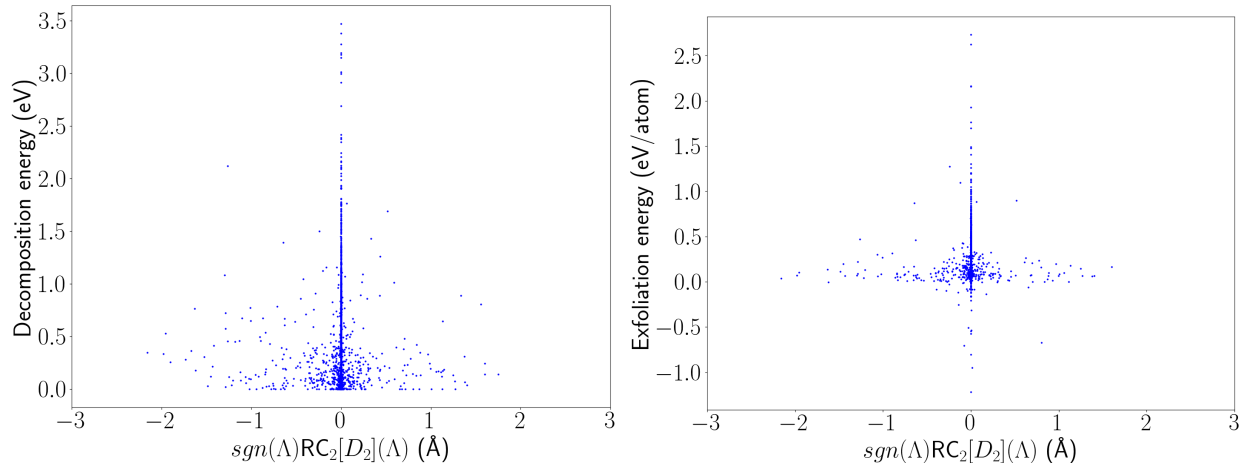 Decomposition energy (eV)
3.5
3.0
2.5
2.0
1.5
1.0
0.5
0.0
−3 −2 −1 0 1 2 3
sgn(Λ)RC₂[D₂](Λ) (Å)
Exfoliation energy (eV/atom)
2.5
2.0
1.5
1.0
0.5
0.0
−0.5
−1.0
−3 −2 −1 0 1 2 3
sgn(Λ)RC₂[D₂](Λ) (Å)